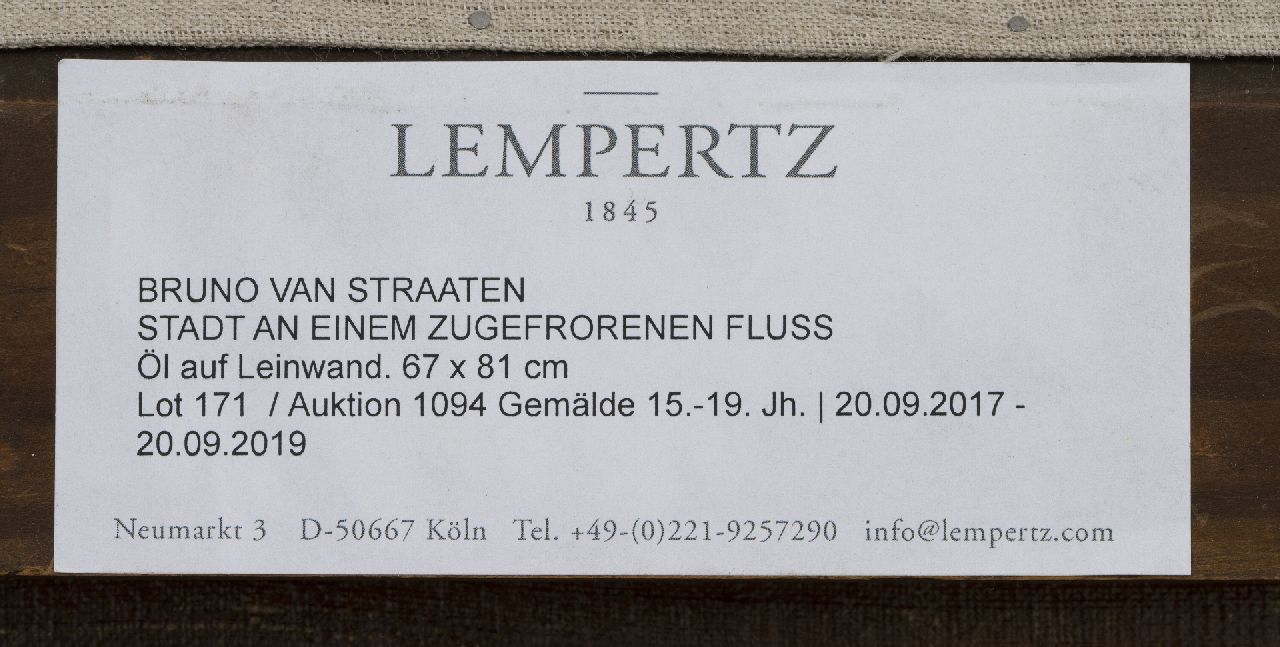 LEMPERTZ
1845
BRUNO VAN STRAATEN
STADT AN EINEM ZUGEFRORENEN FLUSS
Öl auf Leinwand. 67 x 81 cm
Lot 171 / Auktion 1094 Gemälde 15.-19. Jh. | 20.09.2017 -
20.09.2019
Neumarkt 3 D-50667 Köln Tel. +49-(0)221-9257290 info@lempertz.com